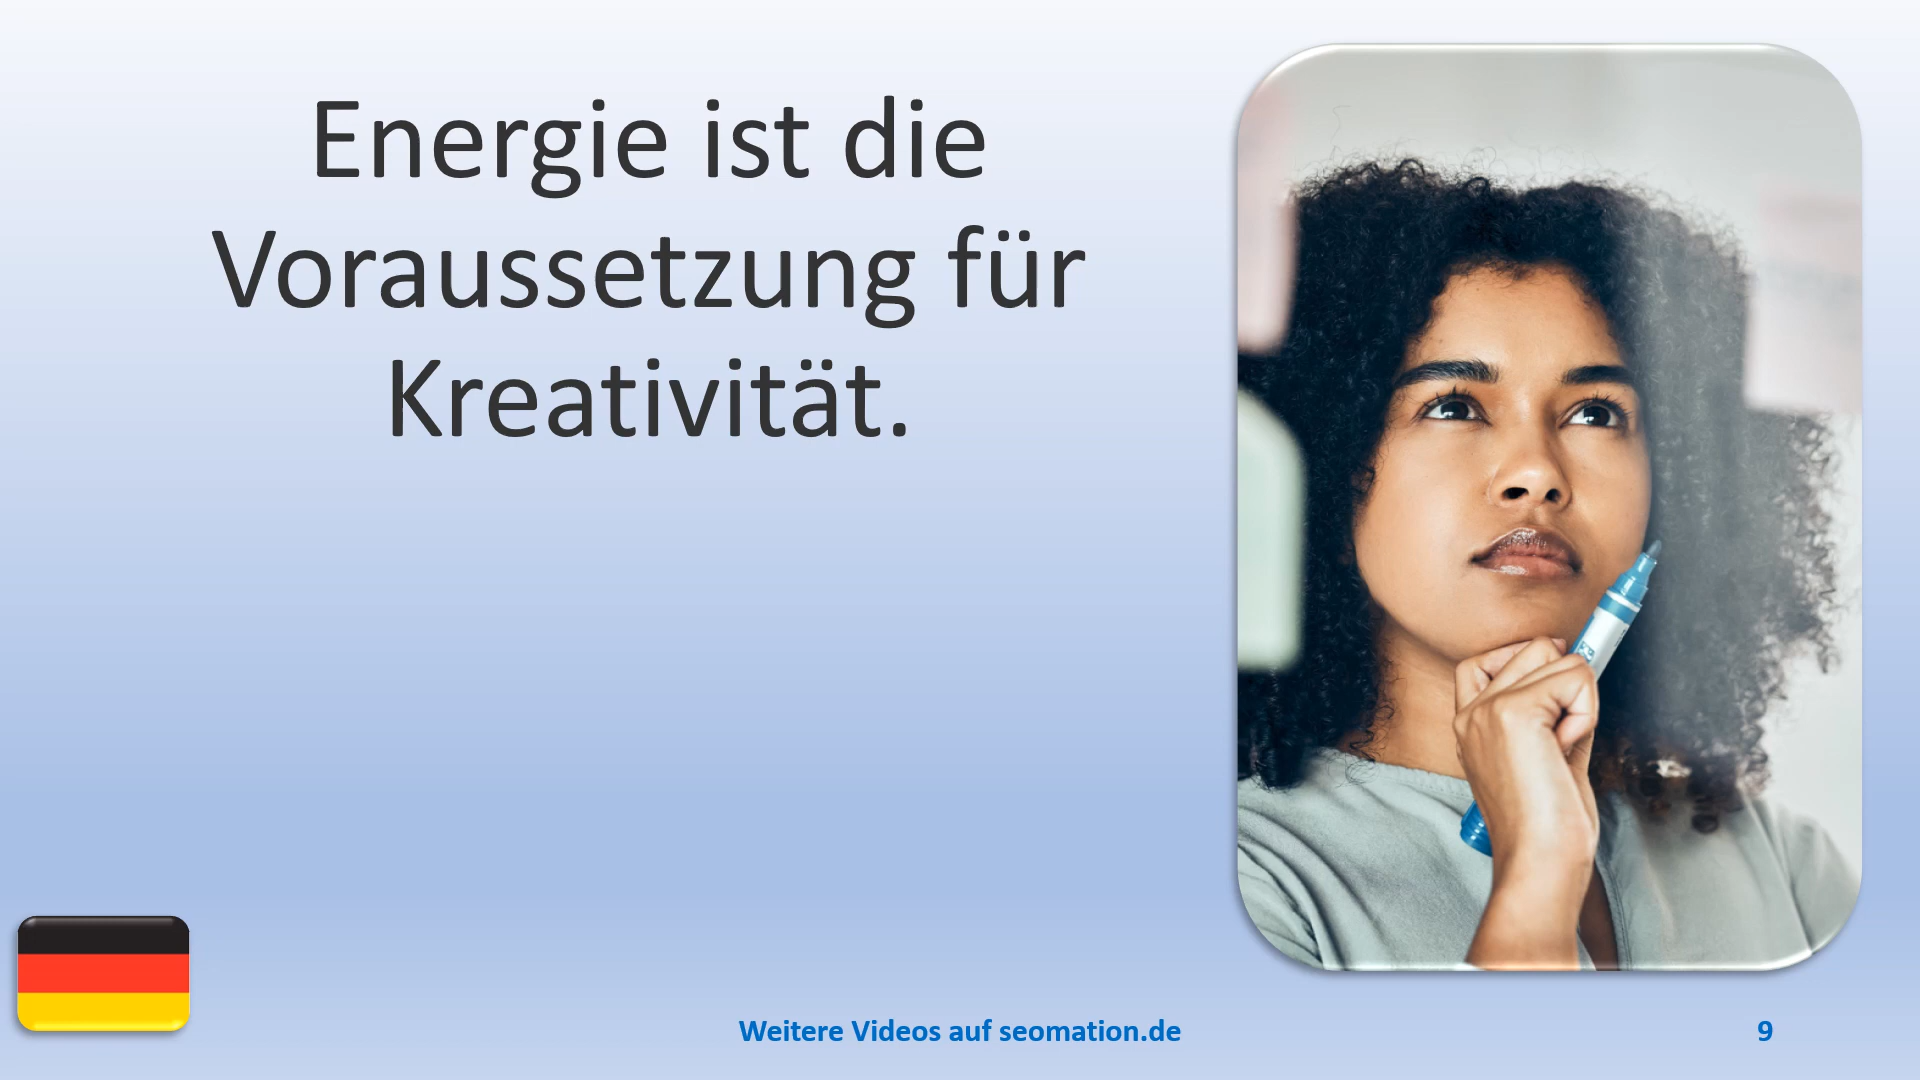 Energie ist die
Voraussetzung für
Kreativität.
Weitere Videos auf seomation.de
9